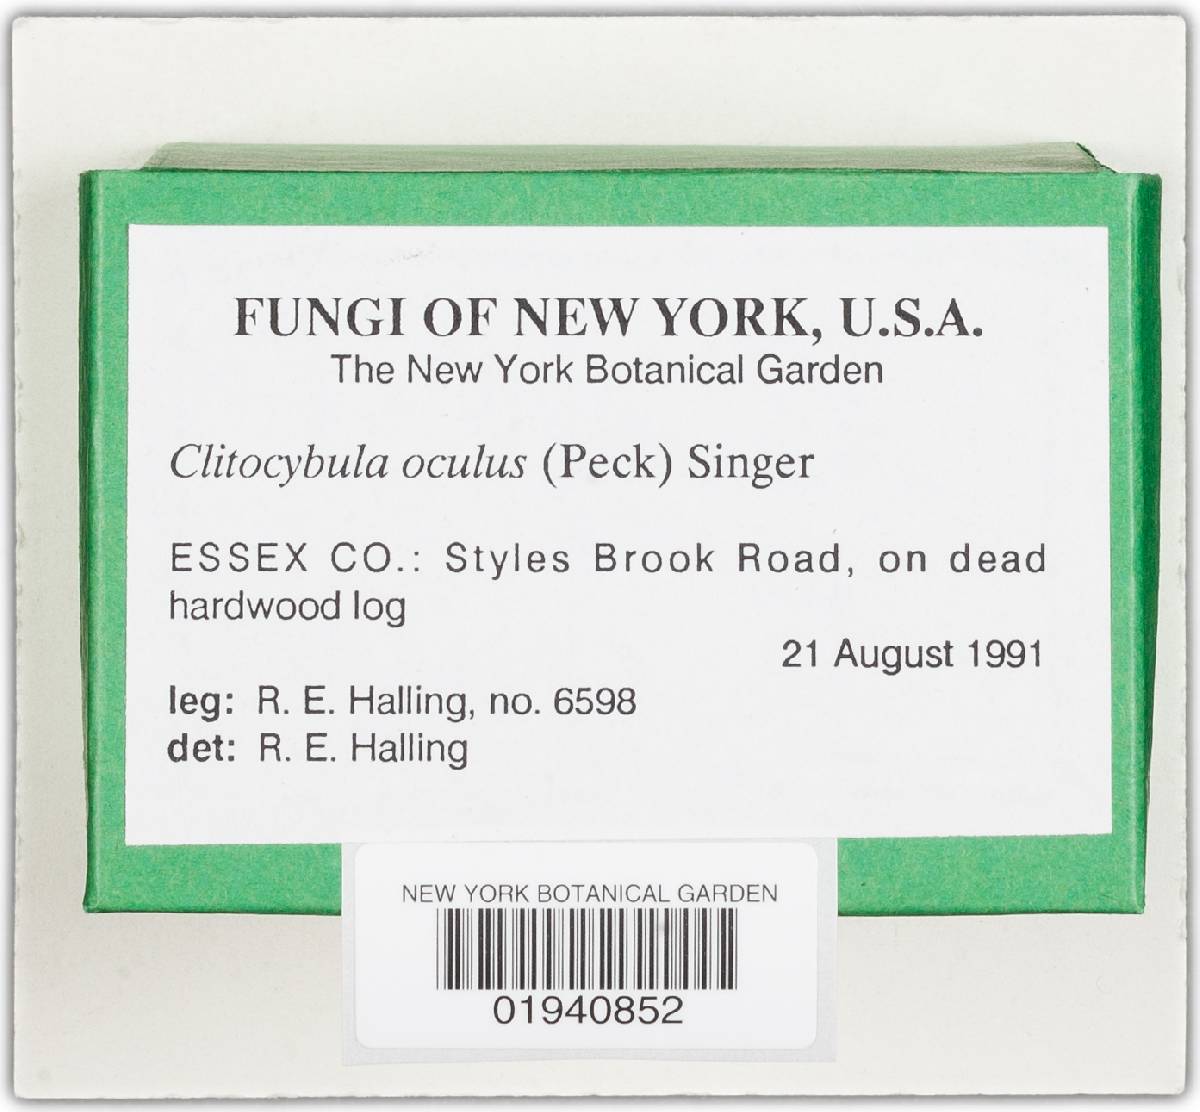 FUNGI OF NEW YORK, U.S.A.
The New York Botanical Garden
Clitocybula oculus (Peck) Singer
ESSEX CO.: Styles Brook Road, on dead
hardwood log
21 August 1991
leg: R. E. Halling, no. 6598
det: R. E. Halling
NEW YORK BOTANICAL GARDEN
01940852